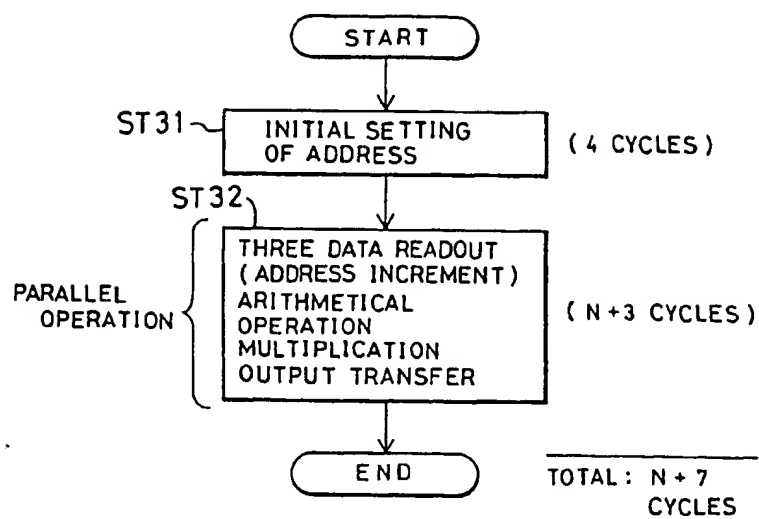 START
ST31
INITIAL SETTING
OF ADDRESS
( 4 CYCLES )
ST32
PARALLEL
OPERATION
THREE DATA READOUT
( ADDRESS INCREMENT )
ARITHMETICAL
OPERATION
MULTIPLICATION
OUTPUT TRANSFER
( N+3 CYCLES )
END
TOTAL: N + 7
CYCLES